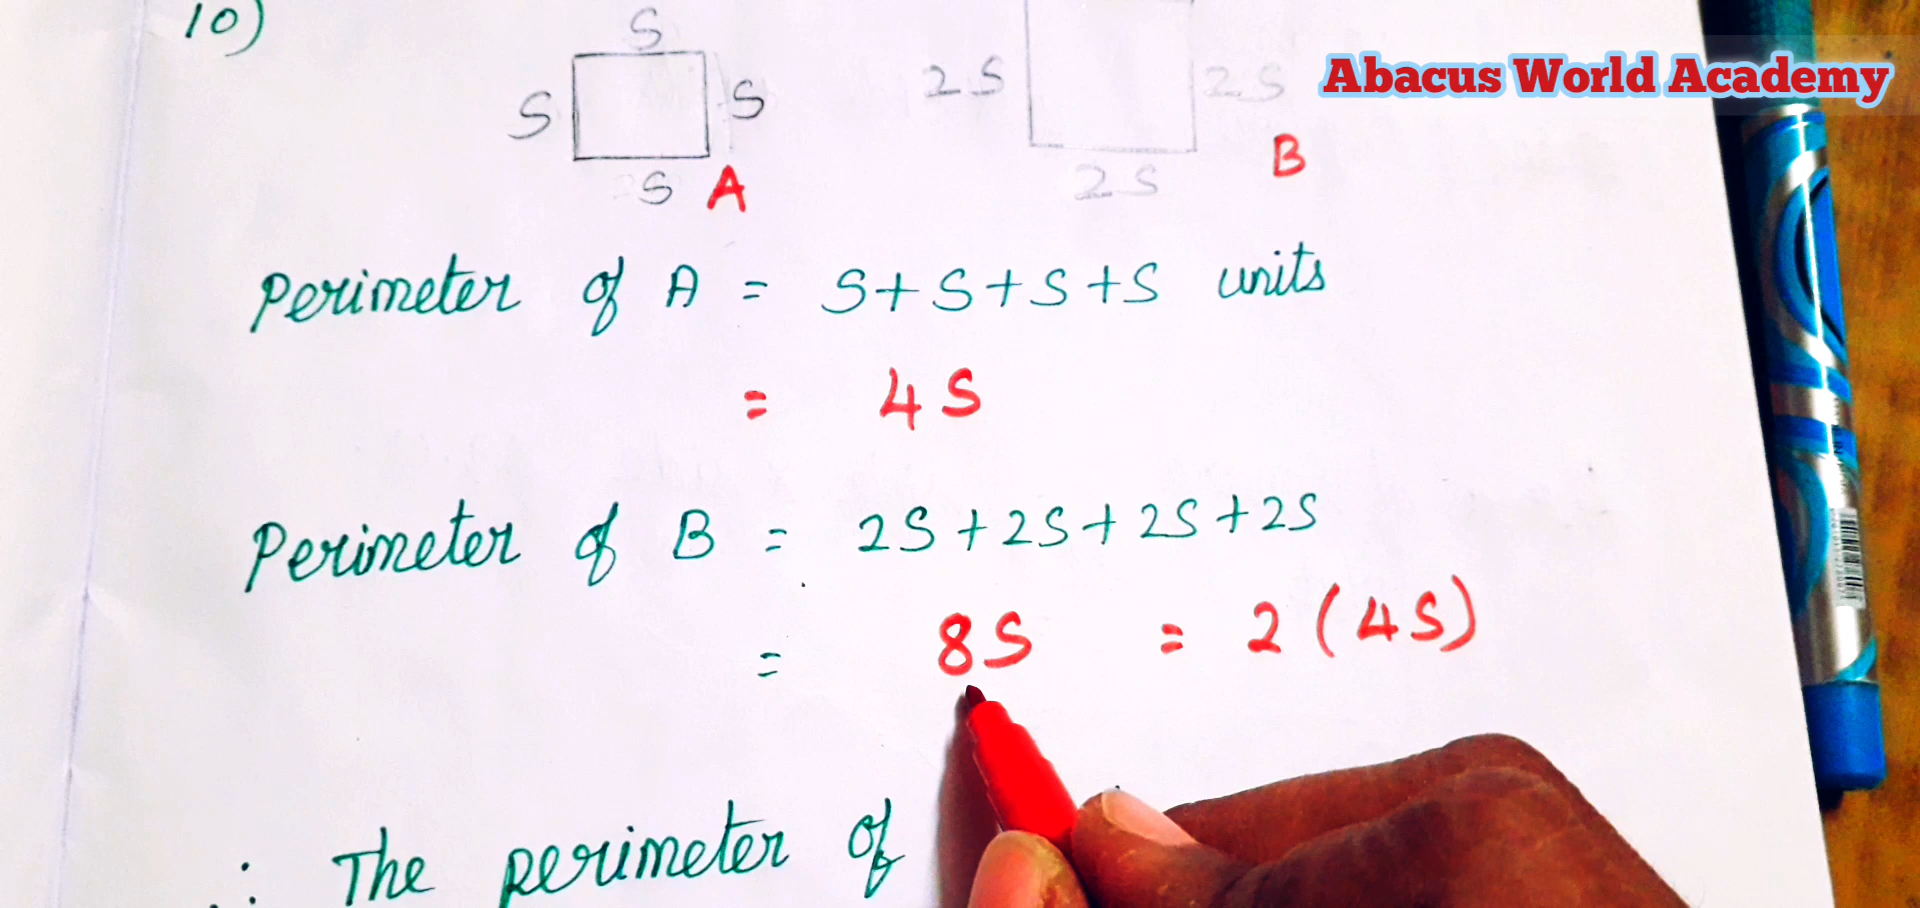 10)
S
S
S
S
A
2S
2S
2S
B
Abacus World Academy
Perimeter of A = S+S+S+S units
= 4S
Perimeter of B = 2S+2S+2S+2S
= 8S = 2(4S)
∴ The perimeter of